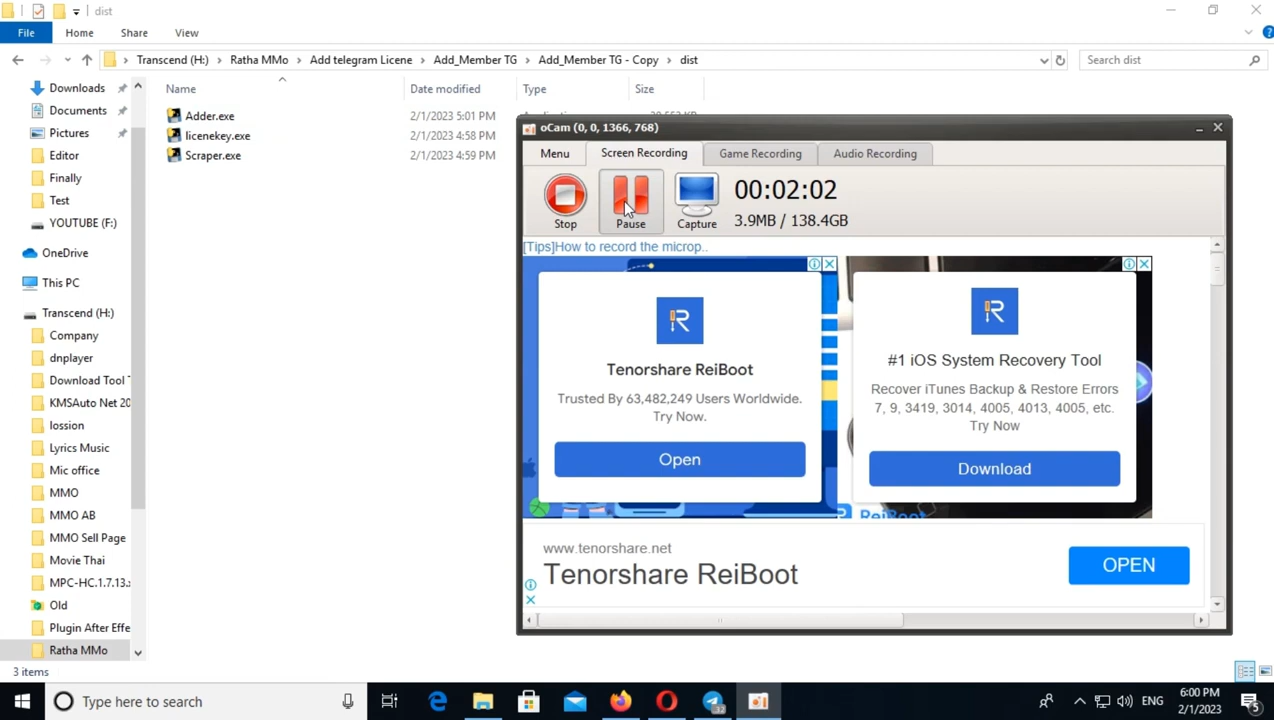 dist
File Home Share View
Transcend (H:) Ratha MMo Add telegram Licene Add_Member TG Add_Member TG - Copy dist
Search dist
Downloads
Documents
Pictures
Editor
Finally
Test
YOUTUBE (F:)
OneDrive
This PC
Transcend (H:)
Company
dnplayer
Download Tool T
KMSAuto Net 20
lossion
Lyrics Music
Mic office
MMO
MMO AB
MMO Sell Page
Movie Thai
MPC-HC.1.7.13.x
Old
Plugin After Effe
Ratha MMo
Name Date modified Type Size
Adder.exe 2/1/2023 5:01 PM
licenekey.exe 2/1/2023 4:58 PM
Scraper.exe 2/1/2023 4:59 PM
oCam (0, 0, 1366, 768)
Menu Screen Recording Game Recording Audio Recording
Stop Pause Capture
00:02:02
3.9MB / 138.4GB
[Tips]How to record the microp..
Tenorshare ReiBoot
Trusted By 63,482,249 Users Worldwide.
Try Now.
Open
#1 iOS System Recovery Tool
Recover iTunes Backup & Restore Errors
7, 9, 3419, 3014, 4005, 4013, 4005, etc.
Try Now
Download
ReiBoot
www.tenorshare.net
Tenorshare ReiBoot
OPEN
3 items
Type here to search
32
ENG
6:00 PM
2/1/2023
5